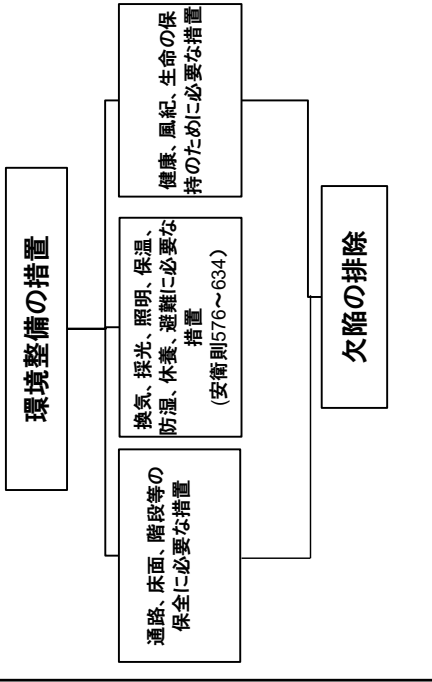 環境整備の措置
通路、床面、階段等の
保全に必要な措置
換気、採光、照明、保温、
防湿、休養、避難に必要な
措置
(安衛則576～634)
健康、風紀、生命の保
持のために必要な措置
欠陥の排除